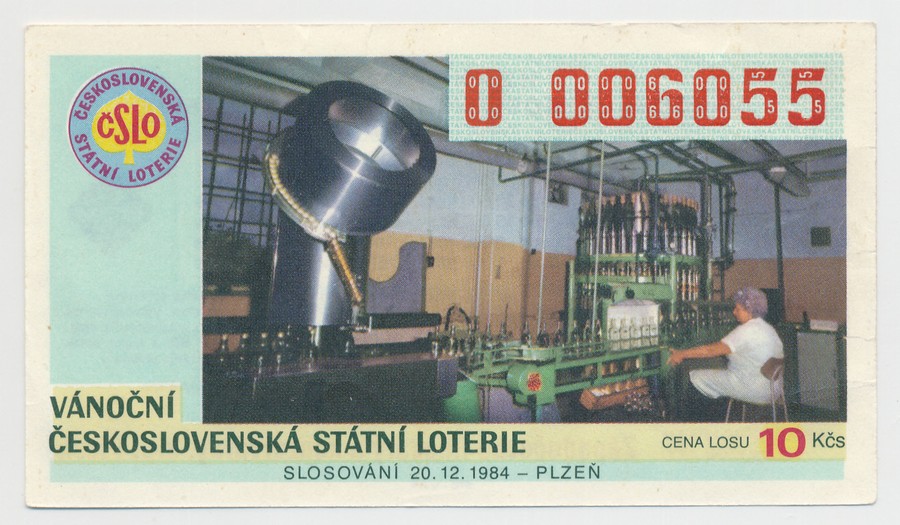 ČESKOSLOVENSKÁ
ČSLO
STÁTNÍ LOTERIE
0 006055
VÁNOČNÍ
ČESKOSLOVENSKÁ STÁTNÍ LOTERIE
CENA LOSU 10 Kčs
SLOSOVÁNÍ 20.12.1984 – PLZEŇ